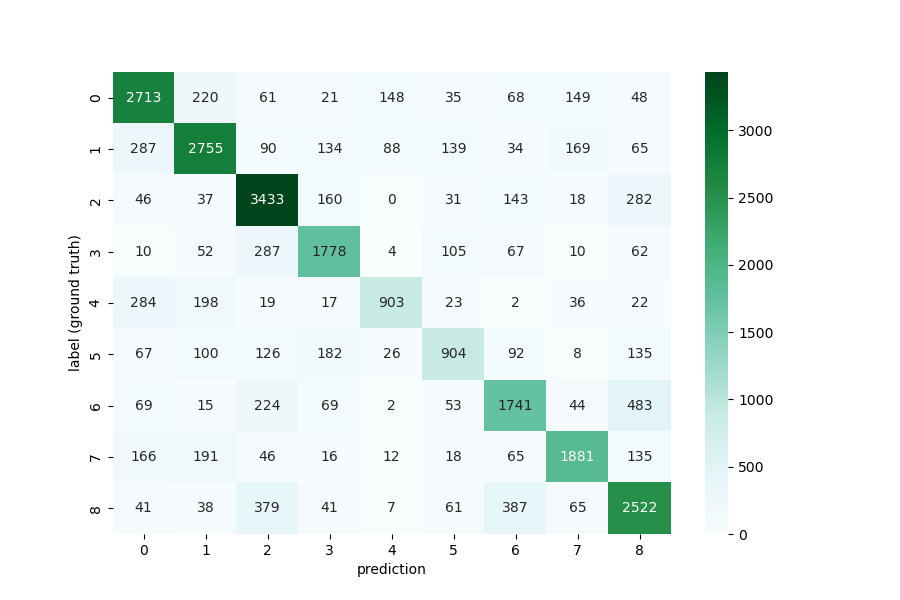 0 2713 220 61 21 148 35 68 149 48
1 287 2755 90 134 88 139 34 169 65
2 46 37 3433 160 0 31 143 18 282
3 10 52 287 1778 4 105 67 10 62
4 284 198 19 17 903 23 2 36 22
5 67 100 126 182 26 904 92 8 135
6 69 15 224 69 2 53 1741 44 483
7 166 191 46 16 12 18 65 1881 135
8 41 38 379 41 7 61 387 65 2522
0 1 2 3 4 5 6 7 8
prediction
label (ground truth)
3000
2500
2000
1500
1000
500
0